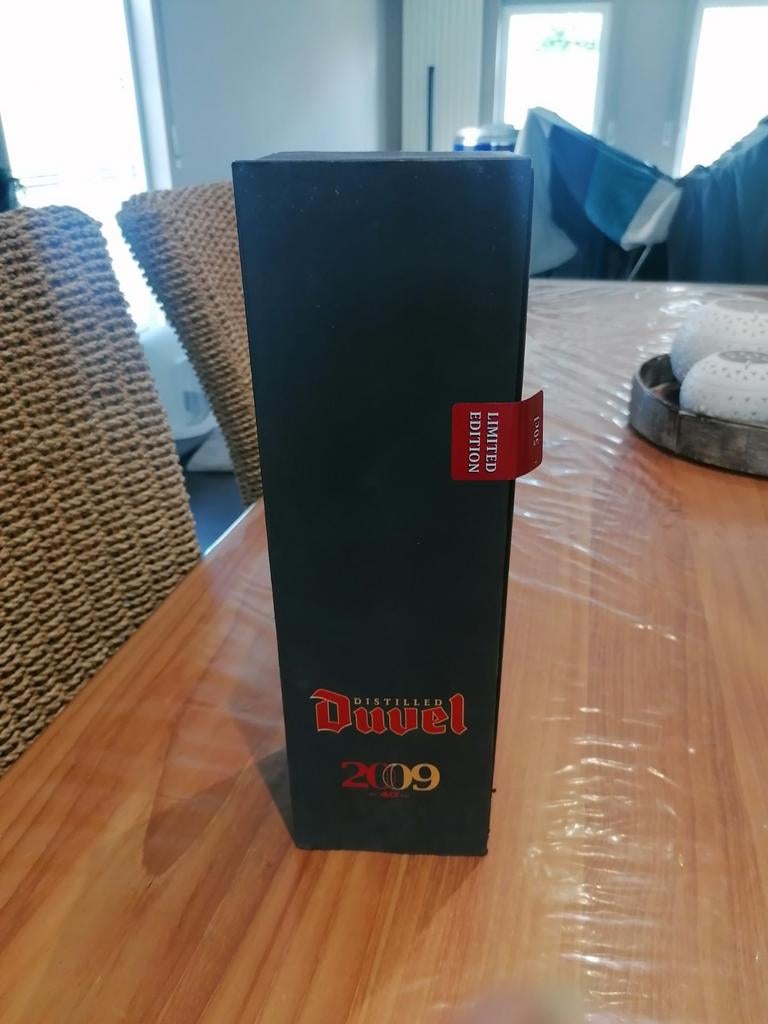 LIMITED
EDITION
DISTILLED
Duvel
2009